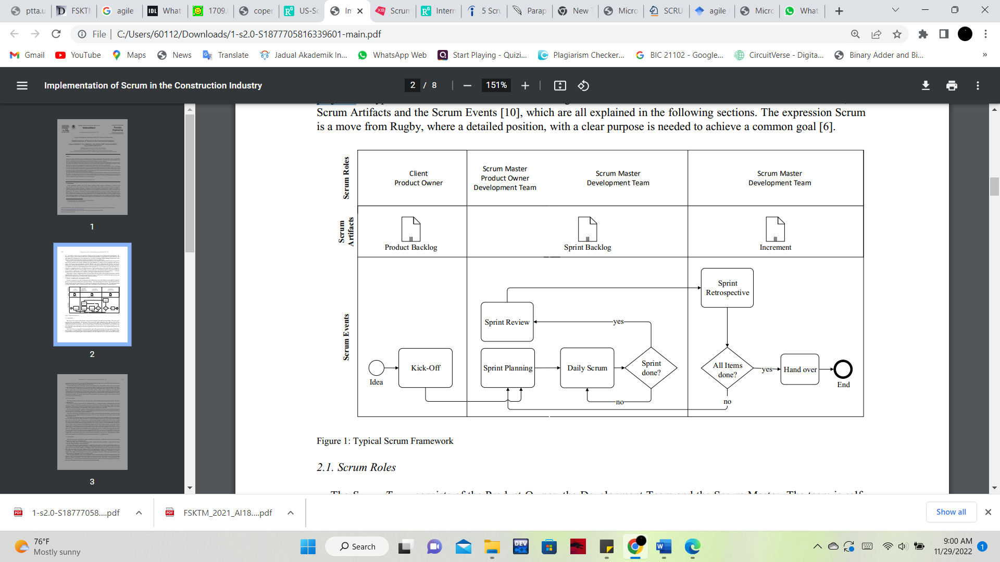 ptta.u
FSKTM
agile
What
1709.
coper
US-Sc
Im
Scrum
Intern
5 Scru
Parap
New T
Micro
SCRU
agile
Micro
What
File
C:/Users/60112/Downloads/1-s2.0-S1877705816339601-main.pdf
Gmail
YouTube
Maps
News
Translate
Jadual Akademik In...
WhatsApp Web
Start Playing - Quizi...
Plagiarism Checker...
BIC 21102 - Google...
CircuitVerse - Digita...
Binary Adder and Bi...
»
Implementation of Scrum in the Construction Industry
2 / 8
151%
1
2
3
Scrum Artifacts and the Scrum Events [10], which are all explained in the following sections. The expression Scrum
is a move from Rugby, where a detailed position, with a clear purpose is needed to achieve a common goal [6].
Scrum Roles
Client
Product Owner
Scrum Master
Product Owner
Development Team
Scrum Master
Development Team
Scrum Master
Development Team
Scrum
Artifacts
Product Backlog
Sprint Backlog
Increment
Scrum Events
Sprint
Retrospective
Sprint Review
yes
Idea
Kick-Off
Sprint Planning
Daily Scrum
Sprint
done?
no
All Items
done?
yes
no
Hand over
End
Figure 1: Typical Scrum Framework
2.1. Scrum Roles
1-s2.0-S18777058....pdf
FSKTM_2021_AI18....pdf
Show all
76°F
Mostly sunny
Search
DEV
C++
9:00 AM
11/29/2022
1